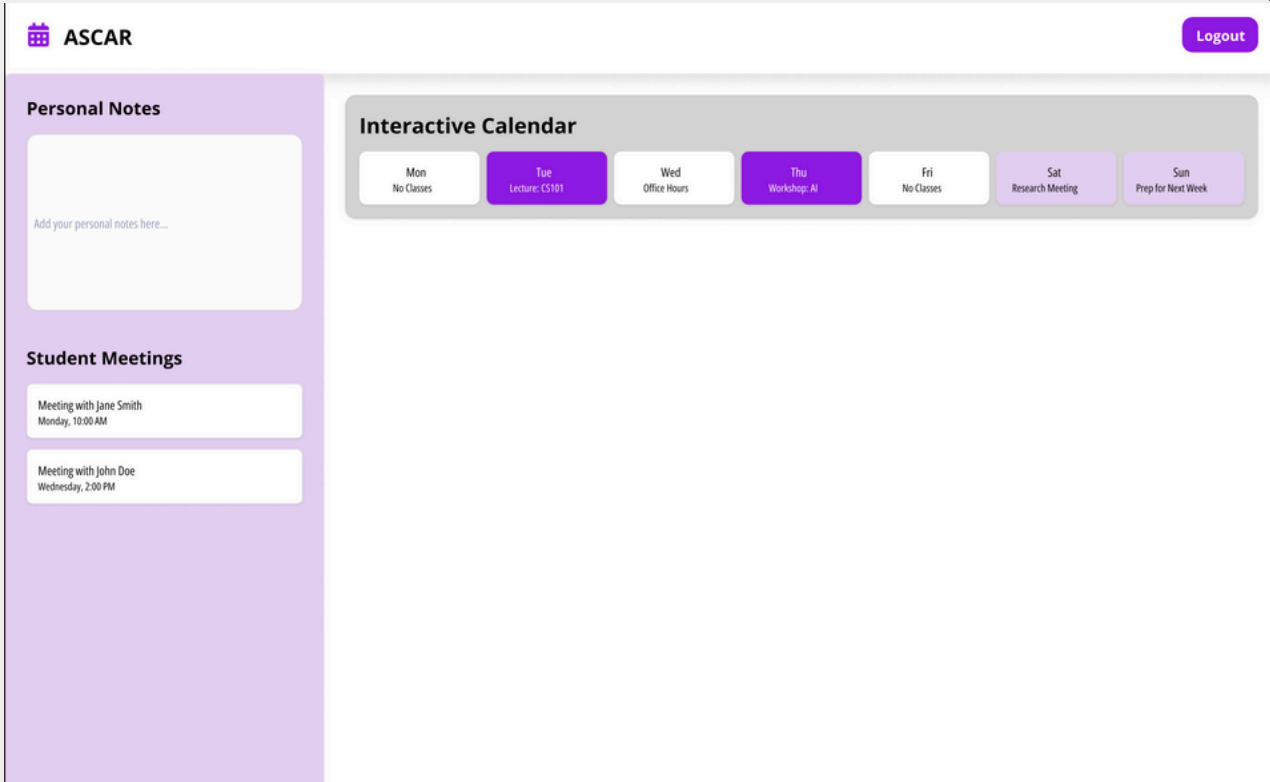 ASCAR
Logout
Personal Notes
Add your personal notes here...
Student Meetings
Meeting with Jane Smith
Monday, 10:00 AM
Meeting with John Doe
Wednesday, 2:00 PM
Interactive Calendar
Mon
No Classes
Tue
Lecture: CS101
Wed
Office Hours
Thu
Workshop: AI
Fri
No Classes
Sat
Research Meeting
Sun
Prep for Next Week